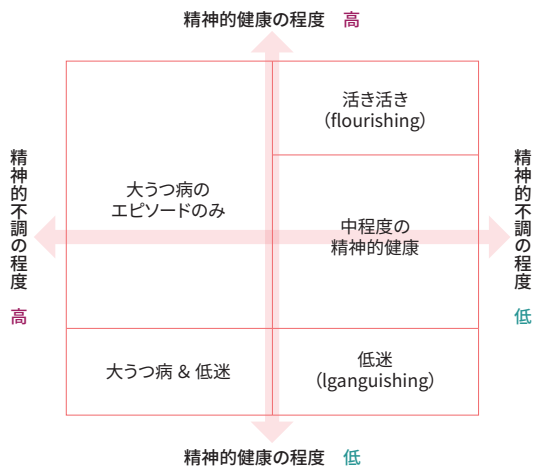 精神的健康の程度 高
活き活き
(flourishing)
精神的不調の程度 高
大うつ病の
エピソードのみ
中程度の
精神的健康
精神的不調の程度 低
大うつ病 & 低迷
低迷
(lganguishing)
精神的健康の程度 低